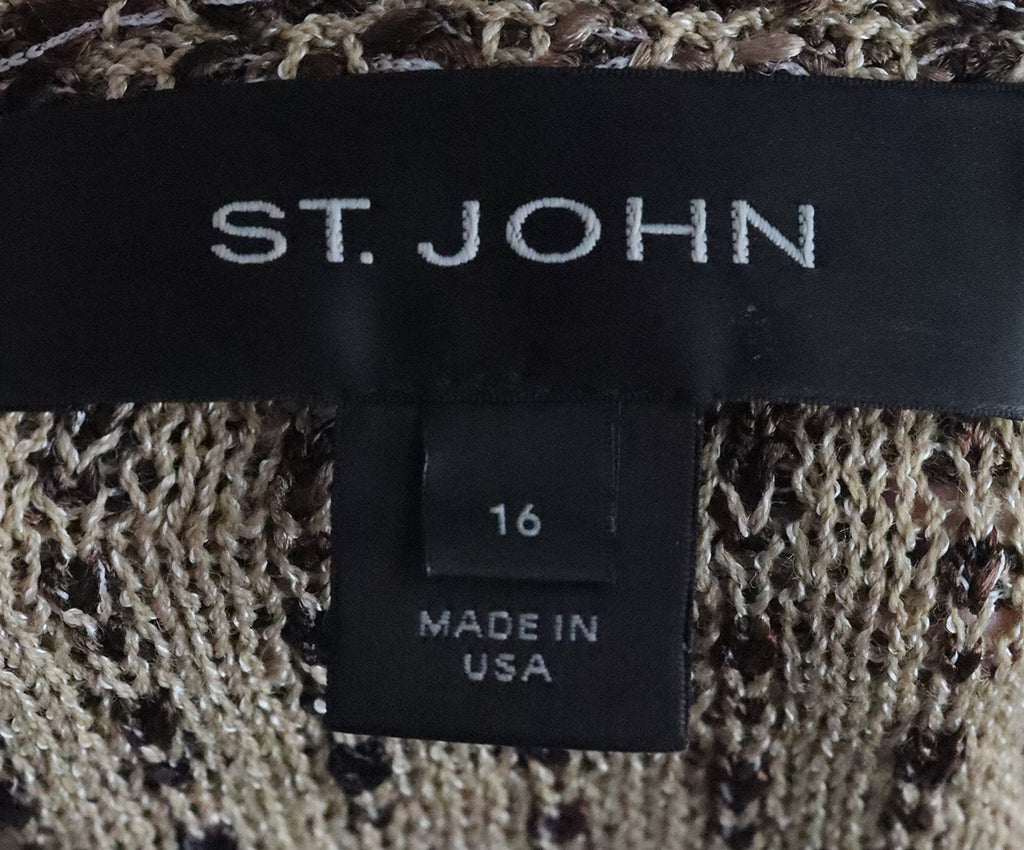 ST. JOHN
16
MADE IN
USA